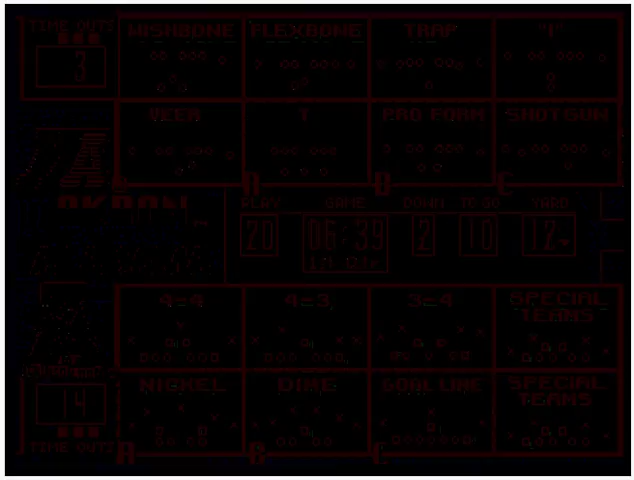 TIME OUTS
3
WISHBONE
FLEXBONE
TRAP
"I"
VEER
T
PRO FORM
SHOTGUN
A
B
D
E
AKRON
PLAY
GAME
DOWN
TO GO
YARD
20
06:39
2
10
12
4-4
4-3
3-4
SPECIAL
TEAMS
NICKEL
DIME
GOAL LINE
SPECIAL
TEAMS
14
TIME OUTS
A
B